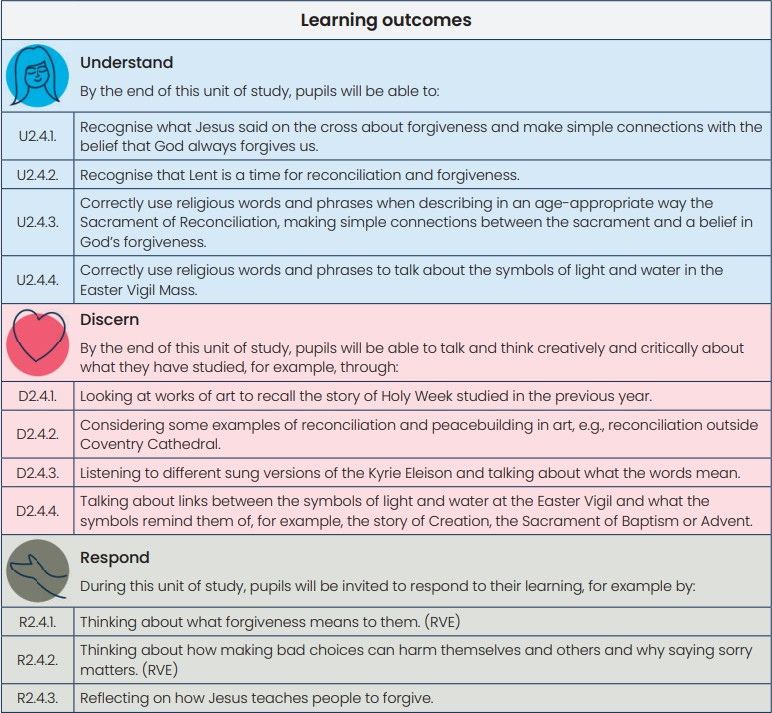 Learning outcomes
Understand
By the end of this unit of study, pupils will be able to:
U2.4.1.
Recognise what Jesus said on the cross about forgiveness and make simple connections with the
belief that God always forgives us.
U2.4.2.
Recognise that Lent is a time for reconciliation and forgiveness.
U2.4.3.
Correctly use religious words and phrases when describing in an age-appropriate way the
Sacrament of Reconciliation, making simple connections between the sacrament and a belief in
God's forgiveness.
U2.4.4.
Correctly use religious words and phrases to talk about the symbols of light and water in the
Easter Vigil Mass.
Discern
By the end of this unit of study, pupils will be able to talk and think creatively and critically about
what they have studied, for example, through:
D2.4.1.
Looking at works of art to recall the story of Holy Week studied in the previous year.
D2.4.2.
Considering some examples of reconciliation and peacebuilding in art, e.g., reconciliation outside
Coventry Cathedral.
D2.4.3.
Listening to different sung versions of the Kyrie Eleison and talking about what the words mean.
D2.4.4.
Talking about links between the symbols of light and water at the Easter Vigil and what the
symbols remind them of, for example, the story of Creation, the Sacrament of Baptism or Advent.
Respond
During this unit of study, pupils will be invited to respond to their learning, for example by:
R2.4.1.
Thinking about what forgiveness means to them. (RVE)
R2.4.2.
Thinking about how making bad choices can harm themselves and others and why saying sorry
matters. (RVE)
R2.4.3.
Reflecting on how Jesus teaches people to forgive.